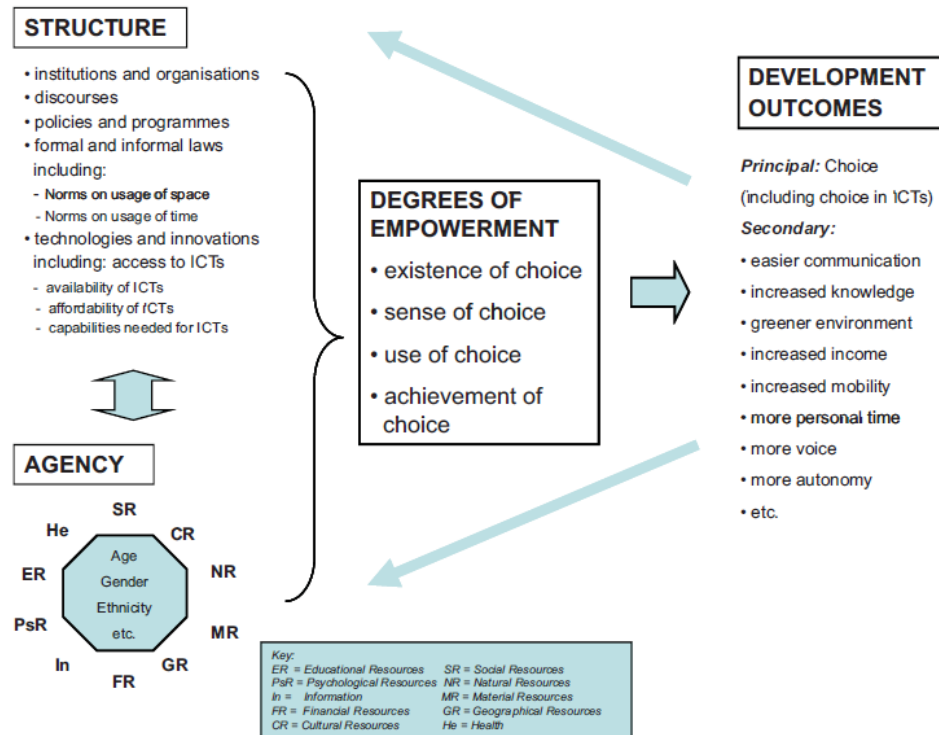 STRUCTURE
• institutions and organisations
• discourses
• policies and programmes
• formal and informal laws
including:
- Norms on usage of space
- Norms on usage of time
• technologies and innovations
including: access to ICTs
- availability of ICTs
- affordability of ICTs
- capabilities needed for ICTs
AGENCY
SR
He
CR
ER
NR
PsR
MR
In
GR
FR
Age
Gender
Ethnicity
etc.
DEGREES OF
EMPOWERMENT
• existence of choice
• sense of choice
• use of choice
• achievement of
choice
DEVELOPMENT
OUTCOMES
Principal: Choice
(including choice in ICTs)
Secondary:
• easier communication
• increased knowledge
• greener environment
• increased income
• increased mobility
• more personal time
• more voice
• more autonomy
• etc.
Key:
ER = Educational Resources SR = Social Resources
PsR = Psychological Resources NR = Natural Resources
In = Information MR = Material Resources
FR = Financial Resources GR = Geographical Resources
CR = Cultural Resources He = Health